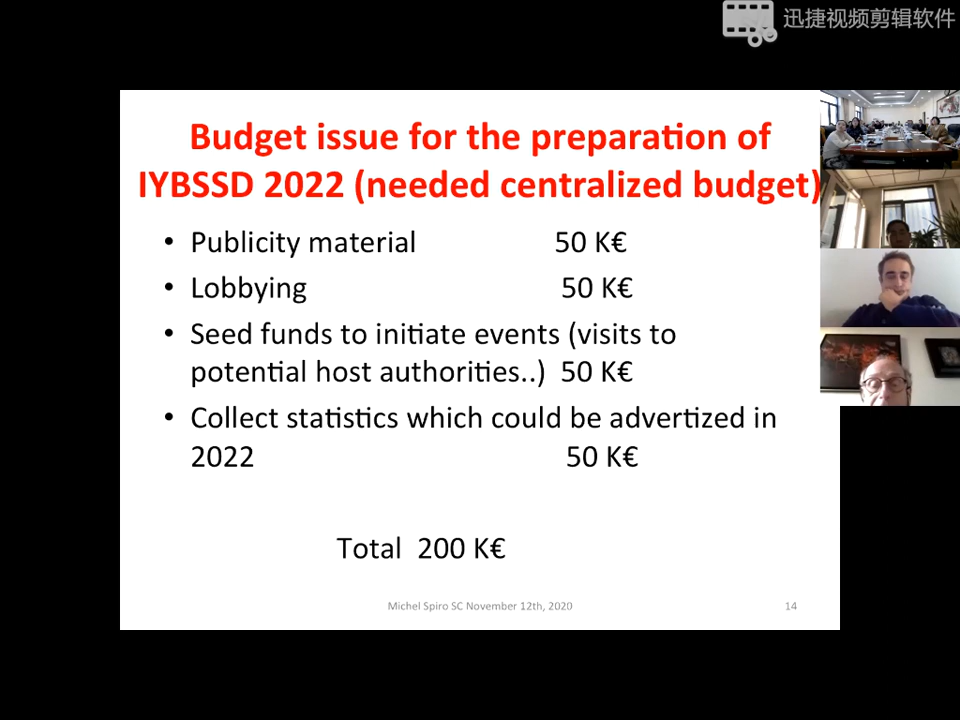 迅捷视频剪辑软件
Budget issue for the preparation of
IYBSSD 2022 (needed centralized budget)
• Publicity material 50 K€
• Lobbying 50 K€
• Seed funds to initiate events (visits to
potential host authorities..) 50 K€
• Collect statistics which could be advertized in
2022 50 K€
Total 200 K€
Michel Spiro SC November 12th, 2020 14